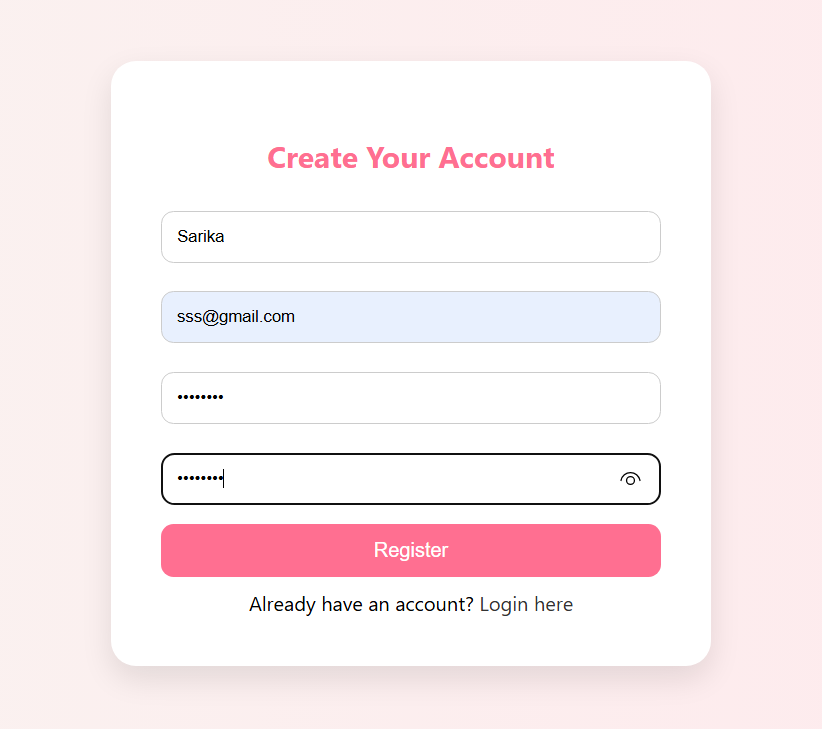 Create Your Account
Sarika
sss@gmail.com
••••••••
••••••••
Register
Already have an account? Login here